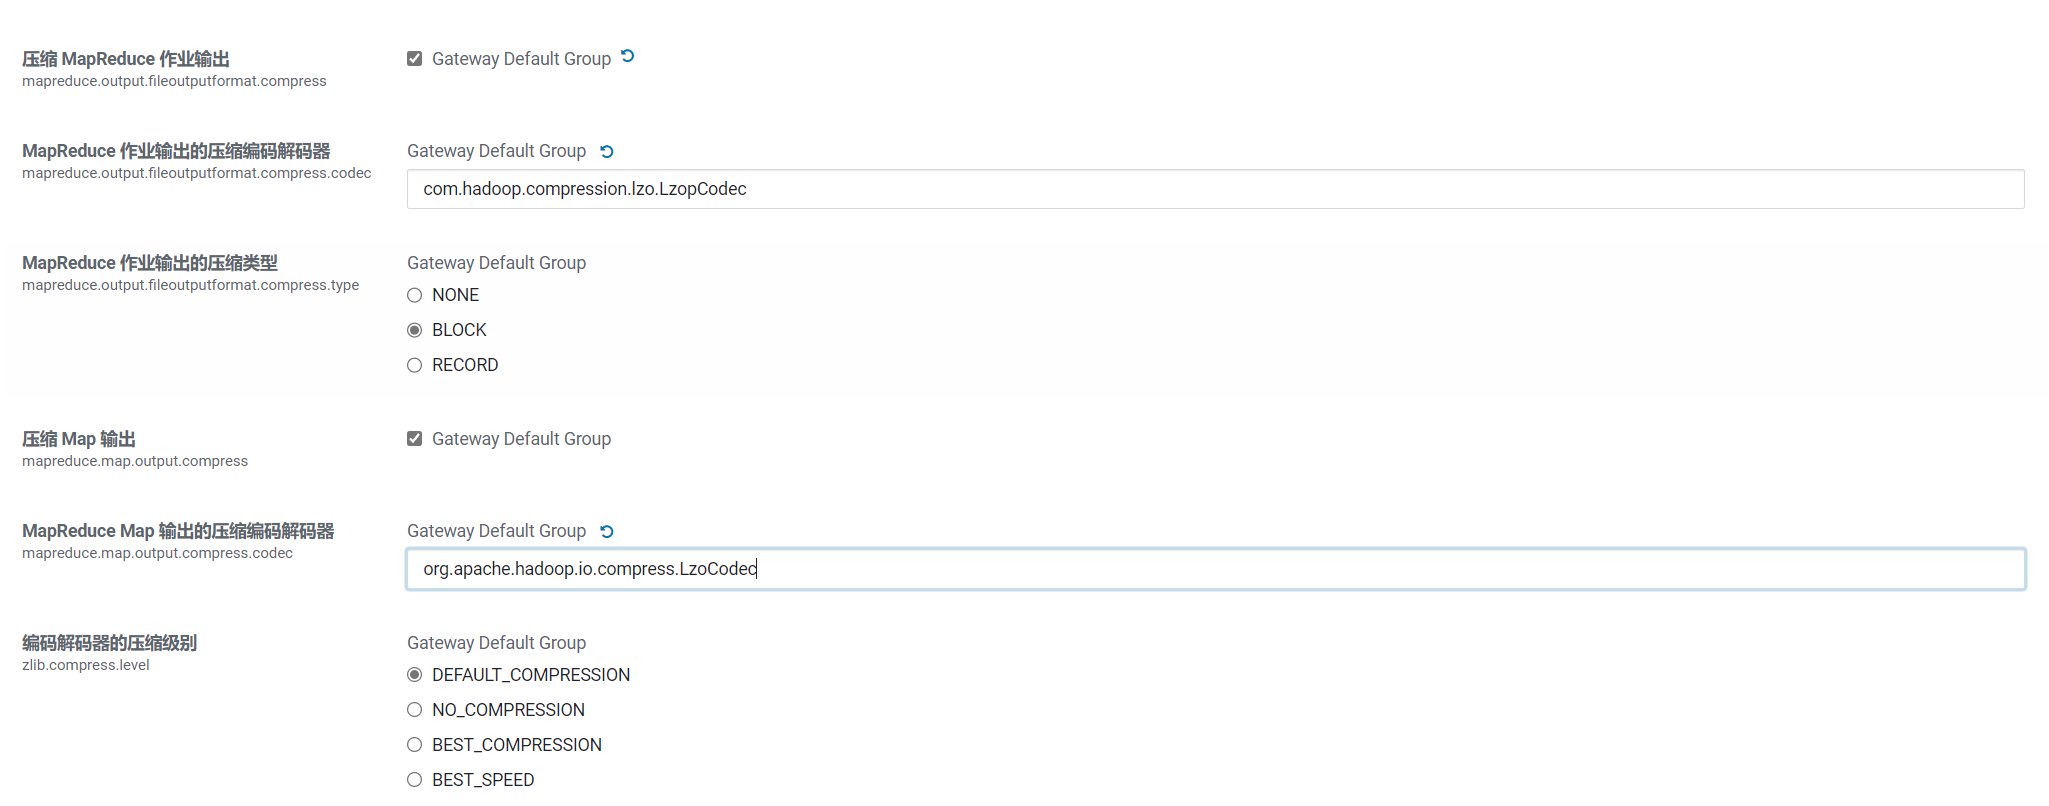 压缩 MapReduce 作业输出
Gateway Default Group
mapreduce.output.fileoutputformat.compress
MapReduce 作业输出的压缩编码解码器
Gateway Default Group
mapreduce.output.fileoutputformat.compress.codec
com.hadoop.compression.lzo.LzopCodec
MapReduce 作业输出的压缩类型
Gateway Default Group
mapreduce.output.fileoutputformat.compress.type
NONE
BLOCK
RECORD
压缩 Map 输出
Gateway Default Group
mapreduce.map.output.compress
MapReduce Map 输出的压缩编码解码器
Gateway Default Group
mapreduce.map.output.compress.codec
org.apache.hadoop.io.compress.LzoCodec
编码解码器的压缩级别
Gateway Default Group
zlib.compress.level
DEFAULT_COMPRESSION
NO_COMPRESSION
BEST_COMPRESSION
BEST_SPEED